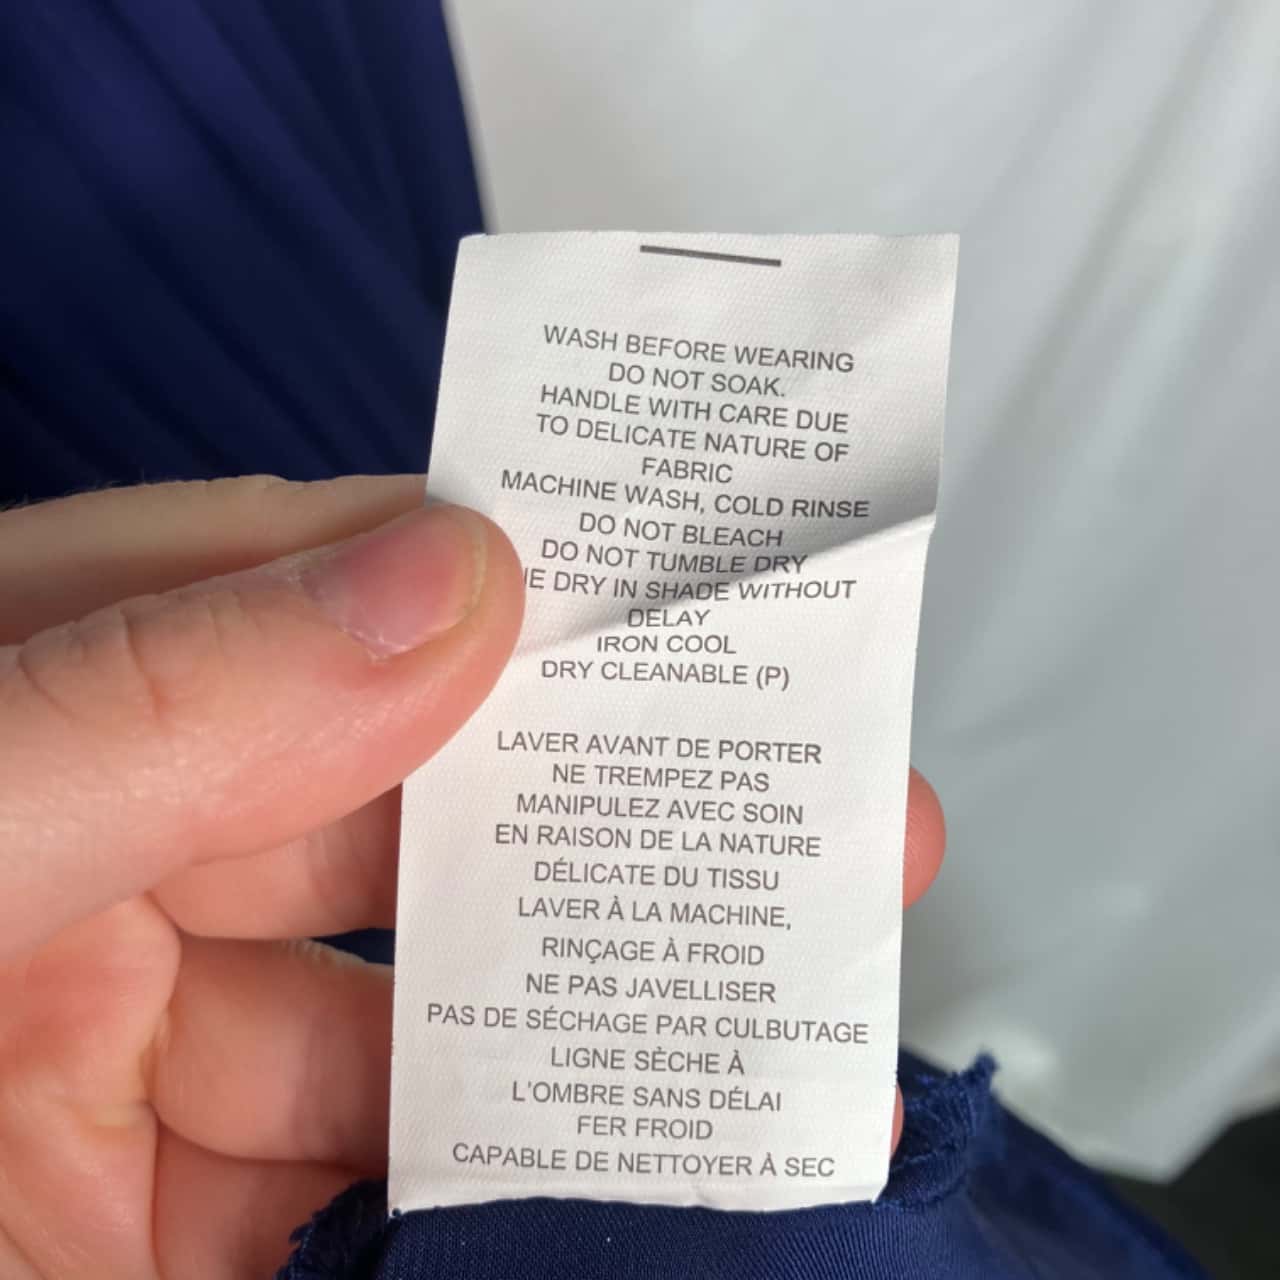 WASH BEFORE WEARING
DO NOT SOAK.
HANDLE WITH CARE DUE
TO DELICATE NATURE OF
FABRIC
MACHINE WASH, COLD RINSE
DO NOT BLEACH
DO NOT TUMBLE DRY
DRY IN SHADE WITHOUT
DELAY
IRON COOL
DRY CLEANABLE (P)
LAVER AVANT DE PORTER
NE TREMPEZ PAS
MANIPULEZ AVEC SOIN
EN RAISON DE LA NATURE
DÉLICATE DU TISSU
LAVER À LA MACHINE,
RINÇAGE À FROID
NE PAS JAVELLISER
PAS DE SÉCHAGE PAR CULBUTAGE
LIGNE SÈCHE À
L'OMBRE SANS DÉLAI
FER FROID
CAPABLE DE NETTOYER À SEC